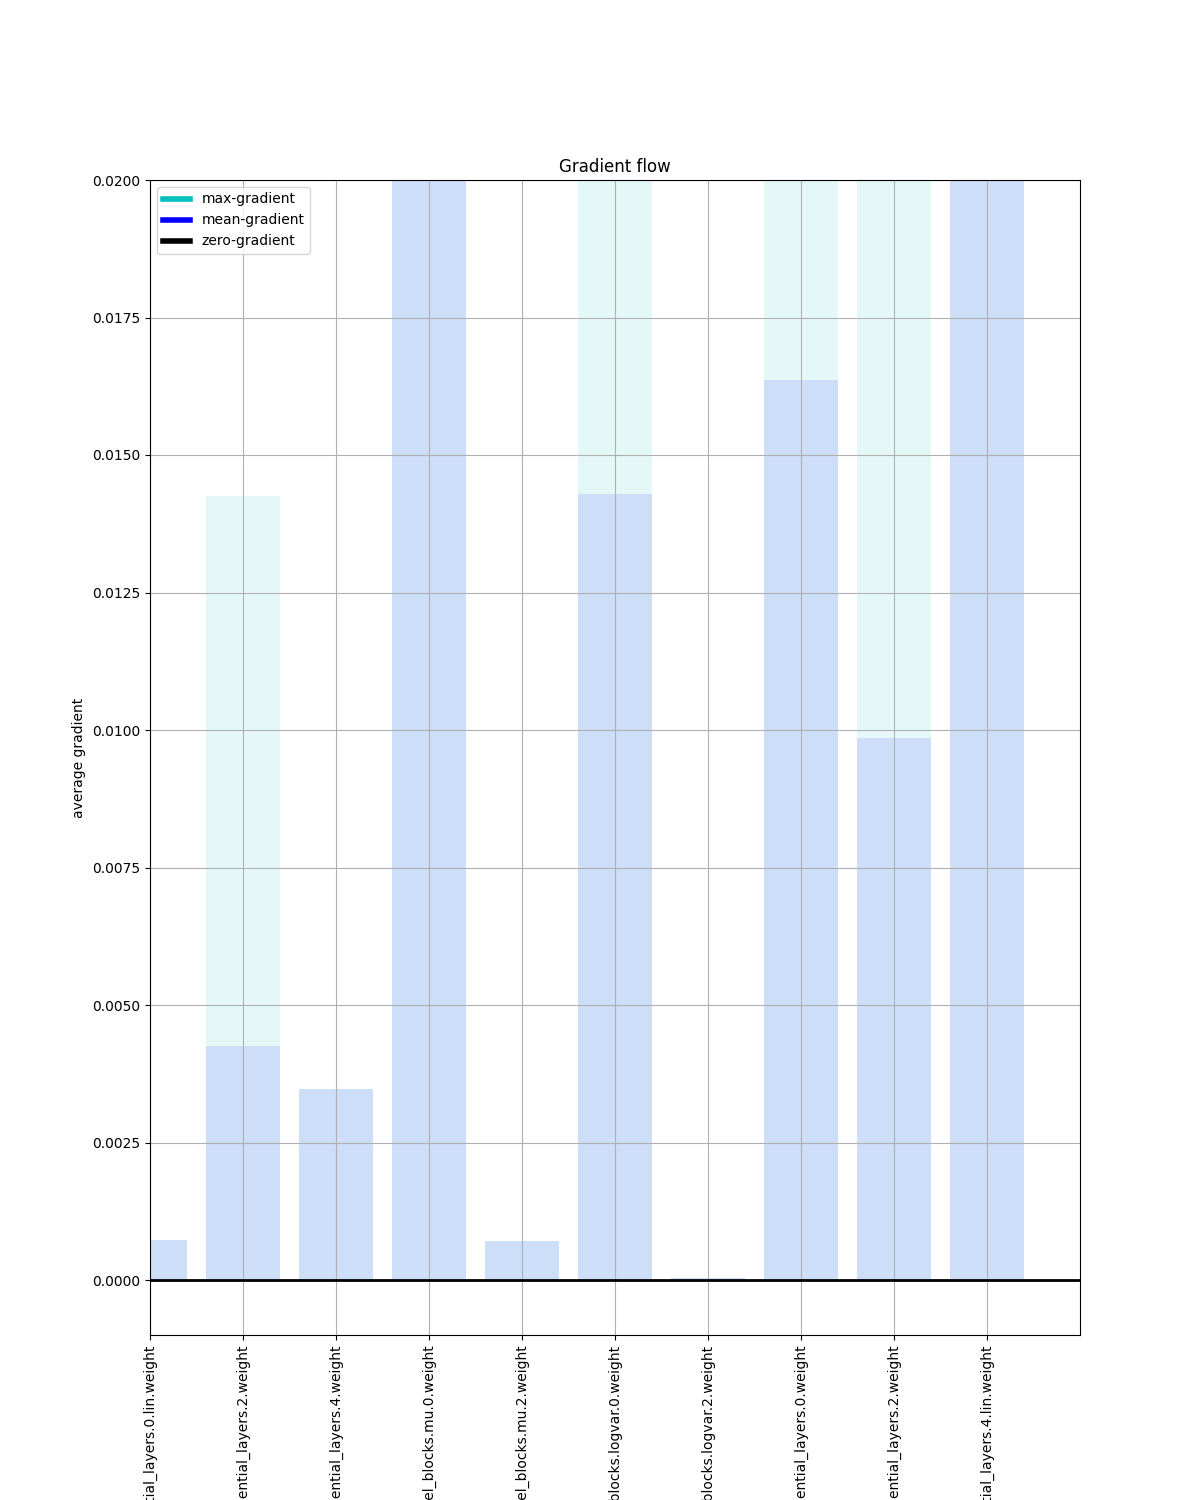 Gradient flow
max-gradient
mean-gradient
zero-gradient
0.0200
0.0175
0.0150
0.0125
0.0100
0.0075
0.0050
0.0025
0.0000
average gradient
tial_layers.0.lin.weight
ential_layers.2.weight
ential_layers.4.weight
el_blocks.mu.0.weight
el_blocks.mu.2.weight
blocks.logvar.0.weight
blocks.logvar.2.weight
ential_layers.0.weight
ential_layers.2.weight
tial_layers.4.lin.weight